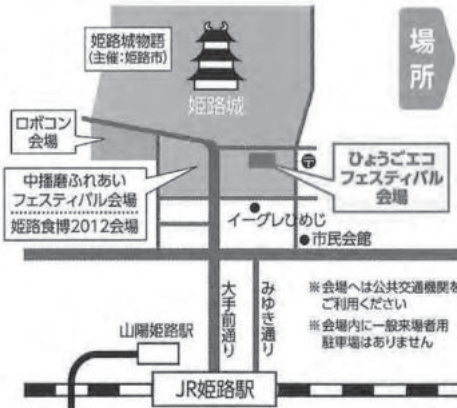 姫路城物語
(主催:姫路市)
姫路城
場所
ロボコン
会場
中播磨ふれあい
フェスティバル会場
姫路食博2012会場
〒
ひょうごエコ
フェスティバル
会場
イーグレひめじ
市民会館
大手前通り
みゆき通り
※会場へは公共交通機関を
ご利用ください
※会場内に一般来場者用
駐車場はありません
山陽姫路駅
JR姫路駅